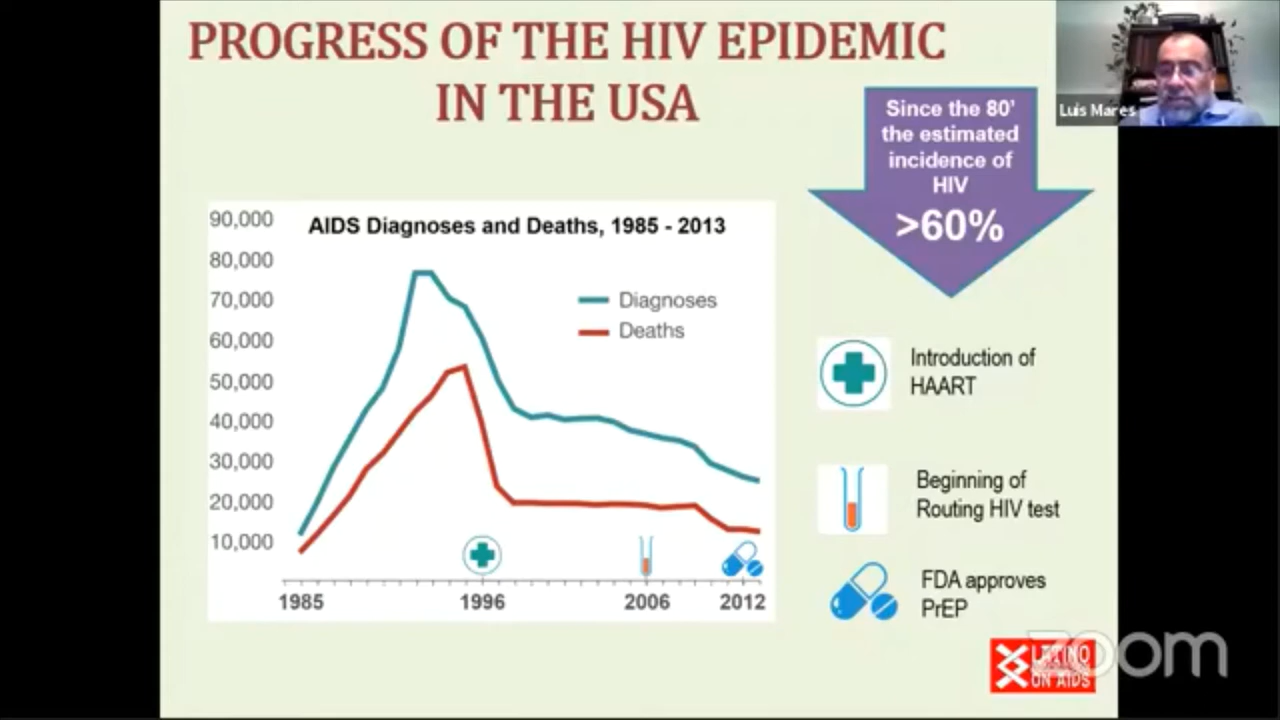 PROGRESS OF THE HIV EPIDEMIC
IN THE USA
Luis Mares
Since the 80'
the estimated
incidence of
HIV
>60%
AIDS Diagnoses and Deaths, 1985 - 2013
90,000
80,000
70,000
60,000
50,000
40,000
30,000
20,000
10,000
Diagnoses
Deaths
1985
1996
2006
2012
Introduction of
HAART
Beginning of
Routing HIV test
FDA approves
PrEP
LATINO
ON AIDS
zoom